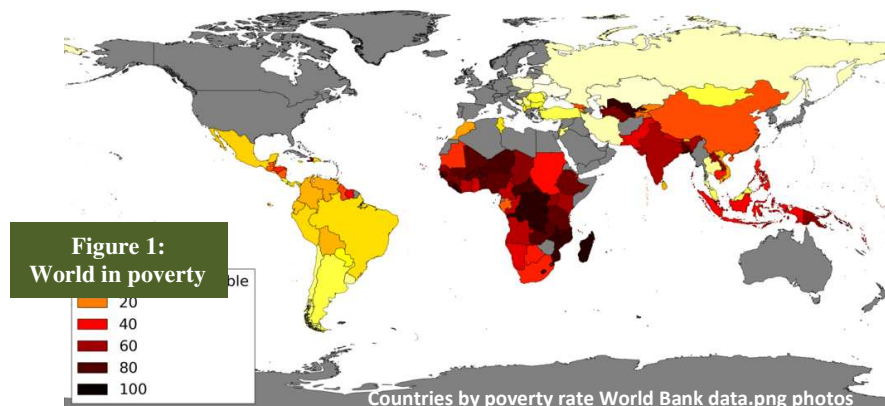 Figure 1:
World in poverty
ble
20
40
60
80
100
Countries by poverty rate World Bank data.png photos